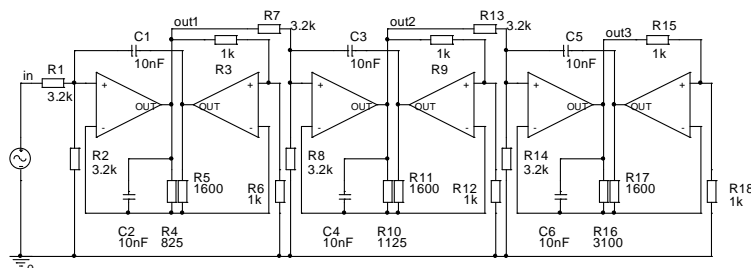 out1 R7 3.2k out2 R13 3.2k
C1 C3 C5 out3 R15
in R1 10nF 1k R3 10nF 1k R9 10nF 1k
3.2k
+ + + + + +
OUT OUT OUT OUT OUT OUT
- - - - - -
R2 3.2k
R5 1600
R6 1k
R8 3.2k
R11 1600
R12 1k
R14 3.2k
R17 1600
R18 1k
C2 10nF
R4 825
C4 10nF
R10 1125
C6 10nF
R16 3100
0